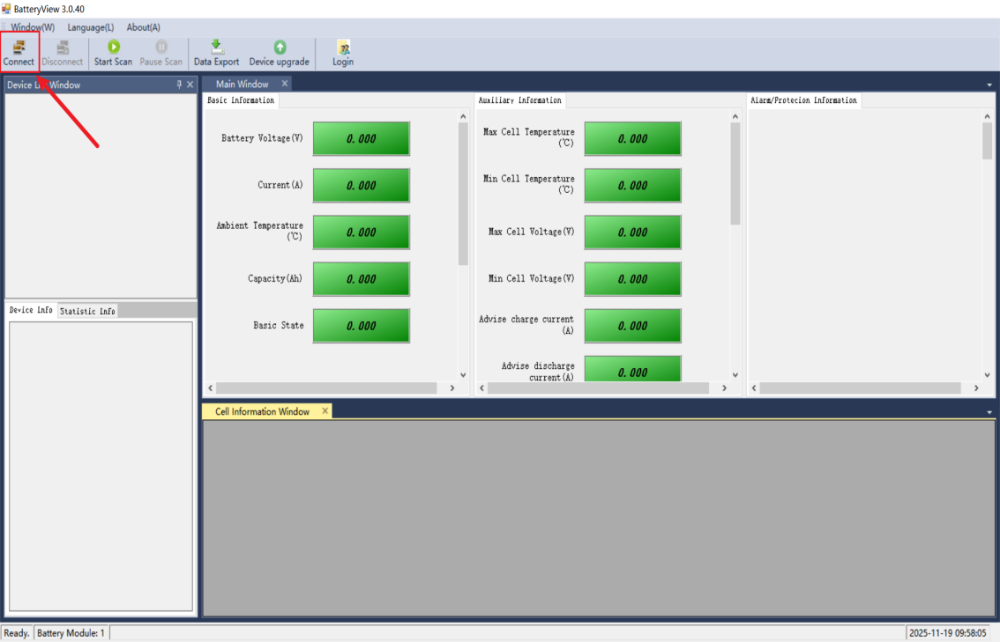 BatteryView 3.0.40
Window(W) Language(L) About(A)
Connect Disconnect Start Scan Pause Scan Data Export Device upgrade Login
Device Li Window
Main Window
Basic Information
Battery Voltage(V) 0.000
Current(A) 0.000
Ambient Temperature
(℃) 0.000
Capacity(Ah) 0.000
Basic State 0.000
Auxiliary Information
Max Cell Temperature
(℃) 0.000
Min Cell Temperature
(℃) 0.000
Max Cell Voltage(V) 0.000
Min Cell Voltage(V) 0.000
Advise charge current
(A) 0.000
Advise discharge
current(A) 0.000
Alarm/Protecion Information
Device Info Statistic Info
Cell Information Window
Ready. Battery Module: 1 2025-11-19 09:58:05